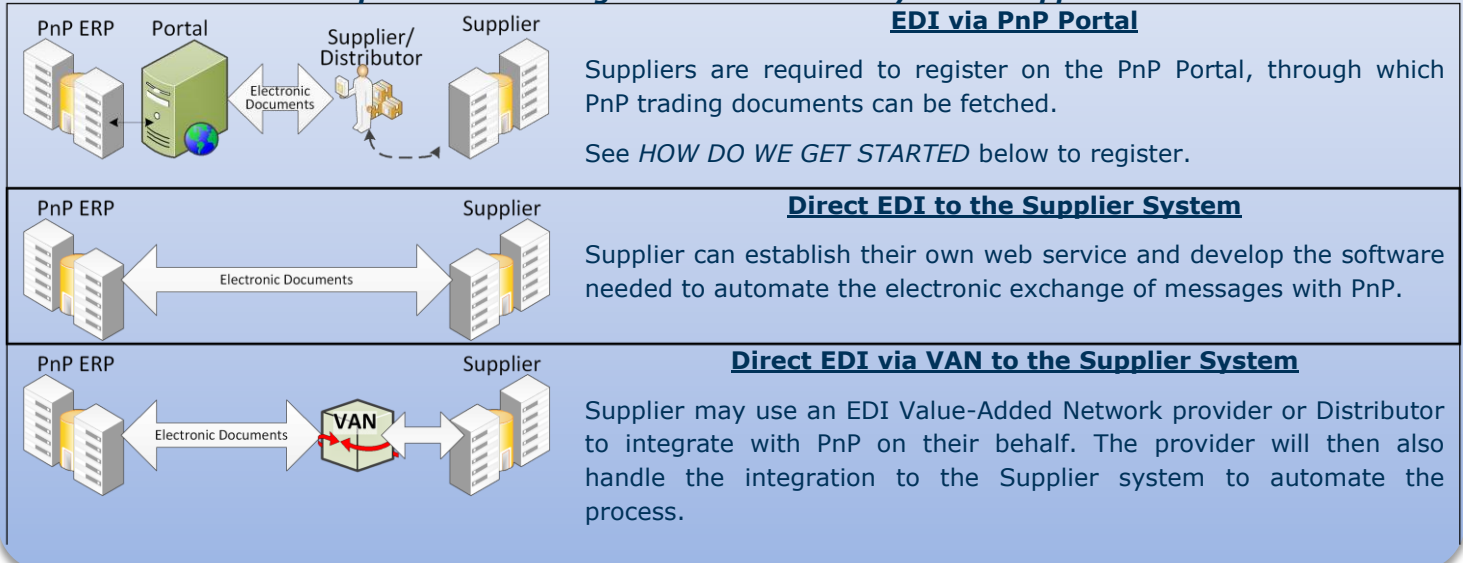 PnP ERP
Portal
Supplier/
Distributor
Supplier
Electronic
Documents
EDI via PnP Portal
Suppliers are required to register on the PnP Portal, through which
PnP trading documents can be fetched.
See HOW DO WE GET STARTED below to register.
PnP ERP
Supplier
Electronic Documents
Direct EDI to the Supplier System
Supplier can establish their own web service and develop the software
needed to automate the electronic exchange of messages with PnP.
PnP ERP
Supplier
Electronic Documents
VAN
Direct EDI via VAN to the Supplier System
Supplier may use an EDI Value-Added Network provider or Distributor
to integrate with PnP on their behalf. The provider will then also
handle the integration to the Supplier system to automate the
process.